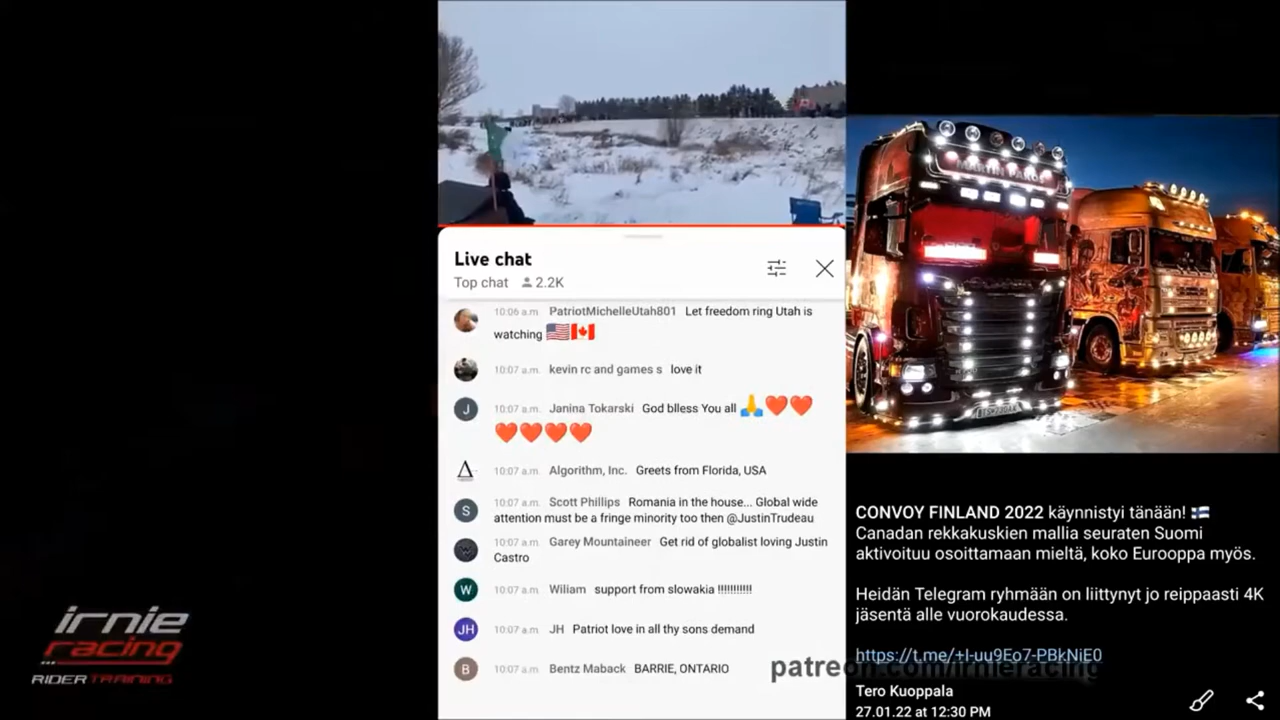 Live chat
Top chat 2.2K
10:06 a.m. PatriotMichelleUtah801 Let freedom ring Utah is
watching 🇺🇸🇨🇦
10:07 a.m. kevin rc and games s love it
J 10:07 a.m. Janina Tokarski God blless You all 🙏❤️❤️
❤️❤️❤️❤️
10:07 a.m. Algorithm, Inc. Greets from Florida, USA
S 10:07 a.m. Scott Phillips Romania in the house... Global wide
attention must be a fringe minority too then @JustinTrudeau
10:07 a.m. Garey Mountaineer Get rid of globalist loving Justin
Castro
W 10:07 a.m. Wiliam support from slowakia !!!!!!!!!!!
JH 10:07 a.m. JH Patriot love in all thy sons demand
B 10:07 a.m. Bentz Maback BARRIE, ONTARIO
CONVOY FINLAND 2022 käynnistyi tänään! 🇫🇮
Canadan rekkakuskien mallia seuraten Suomi
aktivoituu osoittamaan mieltä, koko Eurooppa myös.
Heidän Telegram ryhmään on liittynyt jo reippaasti 4K
jäsentä alle vuorokaudessa.
https://t.me/+I-uu9Eo7-PBkNjE0
Tero Kuoppala
27.01.22 at 12:30 PM
irnie
racing
RIDER TRAINING
patreon.com/irnieracing